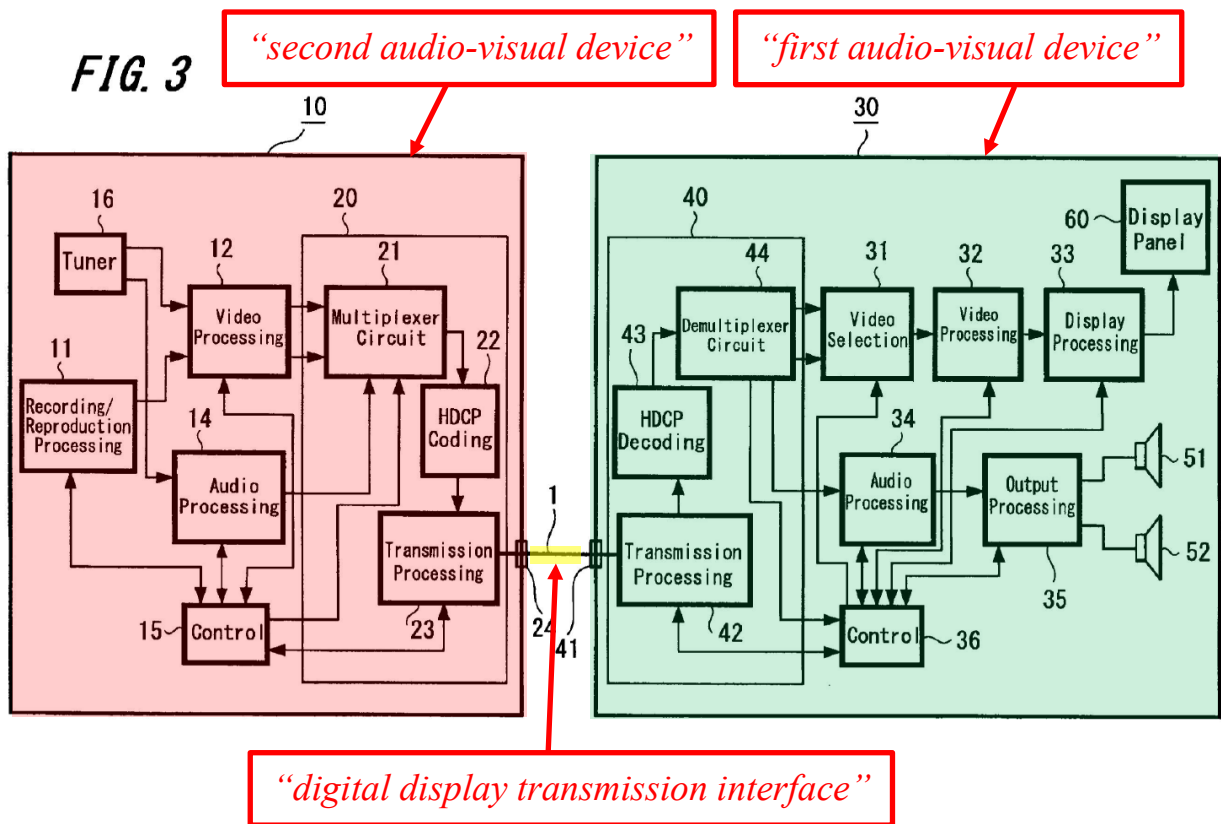 “second audio-visual device”
“first audio-visual device”
FIG. 3
10
30
16
Tuner
12
Video
Processing
20
21
Multiplexer
Circuit
22
HDCP
Coding
11
Recording/
Reproduction
Processing
14
Audio
Processing
15
Control
Transmission
Processing
23
24
1
41
40
44
Demultiplexer
Circuit
43
HDCP
Decoding
Transmission
Processing
42
31
Video
Selection
32
Video
Processing
33
Display
Processing
60
Display
Panel
34
Audio
Processing
Output
Processing
35
51
52
Control
36
“digital display transmission interface”